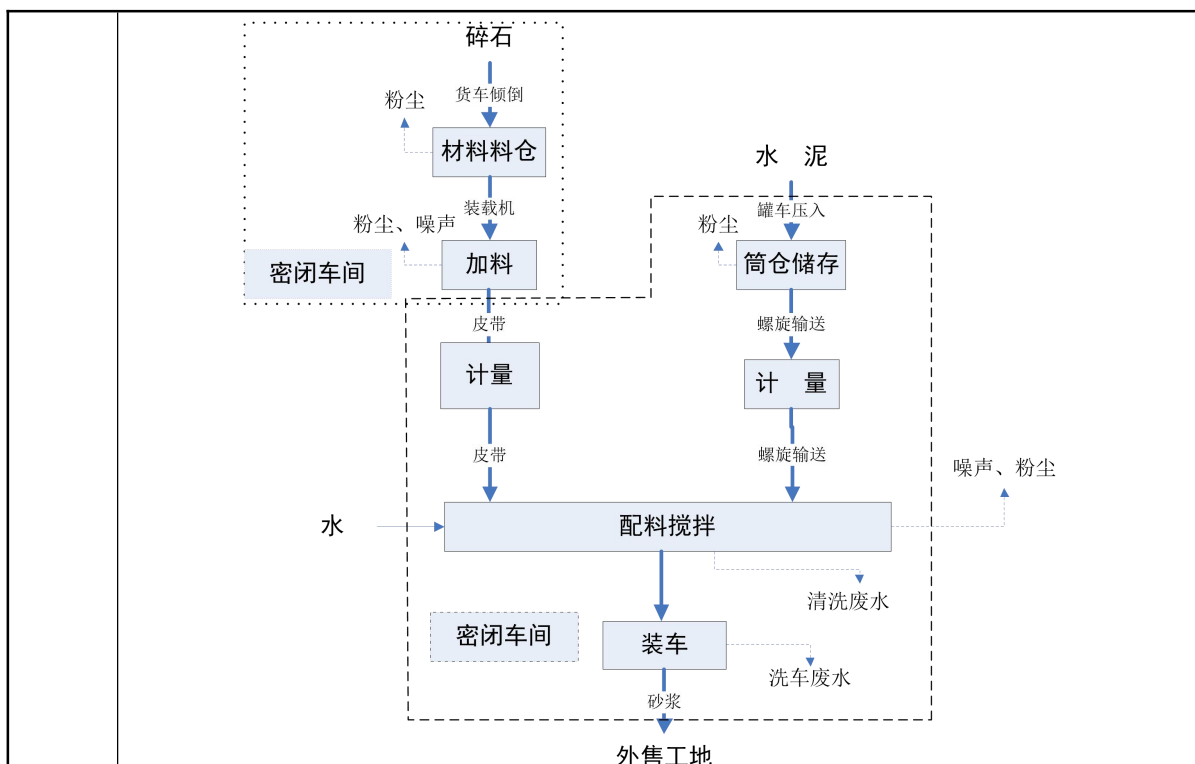 碎石
货车倾倒
粉尘
材料料仓
水 泥
装载机
罐车压入
粉尘、噪声
粉尘
加料
筒仓储存
密闭车间
皮带
螺旋输送
计量
计 量
皮带
螺旋输送
噪声、粉尘
水
配料搅拌
清洗废水
密闭车间
装车
洗车废水
砂浆
外售工地